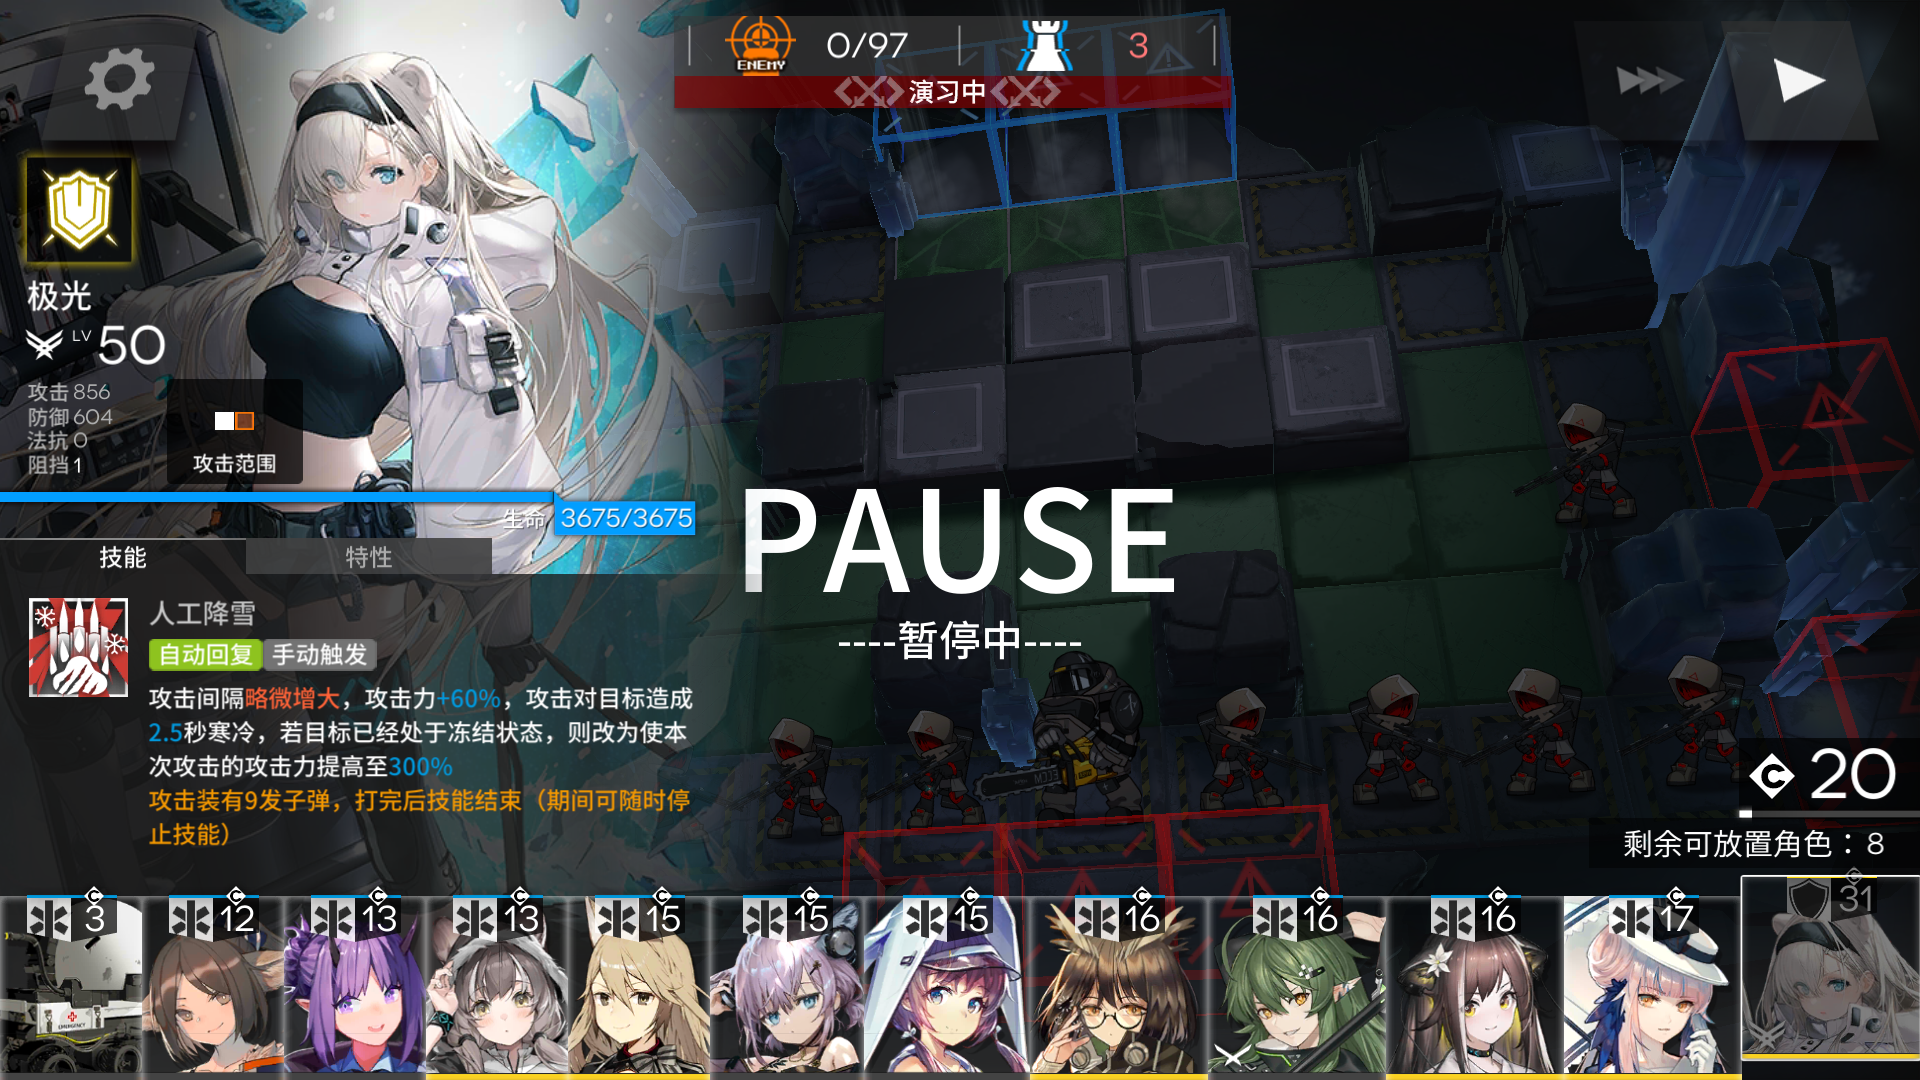 ENEMY
0/97
3
演习中
极光
LV 50
攻击 856
防御 604
法抗 0
阻挡 1
攻击范围
生命 3675/3675
技能
特性
人工降雪
自动回复 手动触发
攻击间隔略微增大，攻击力+60%，攻击对目标造成
2.5秒寒冷，若目标已经处于冻结状态，则改为使本
次攻击的攻击力提高至300%
攻击装有9发子弹，打完后技能结束（期间可随时停
止技能）
PAUSE
----暂停中----
20
剩余可放置角色：8
3
12
13
13
15
15
15
16
16
16
17
31